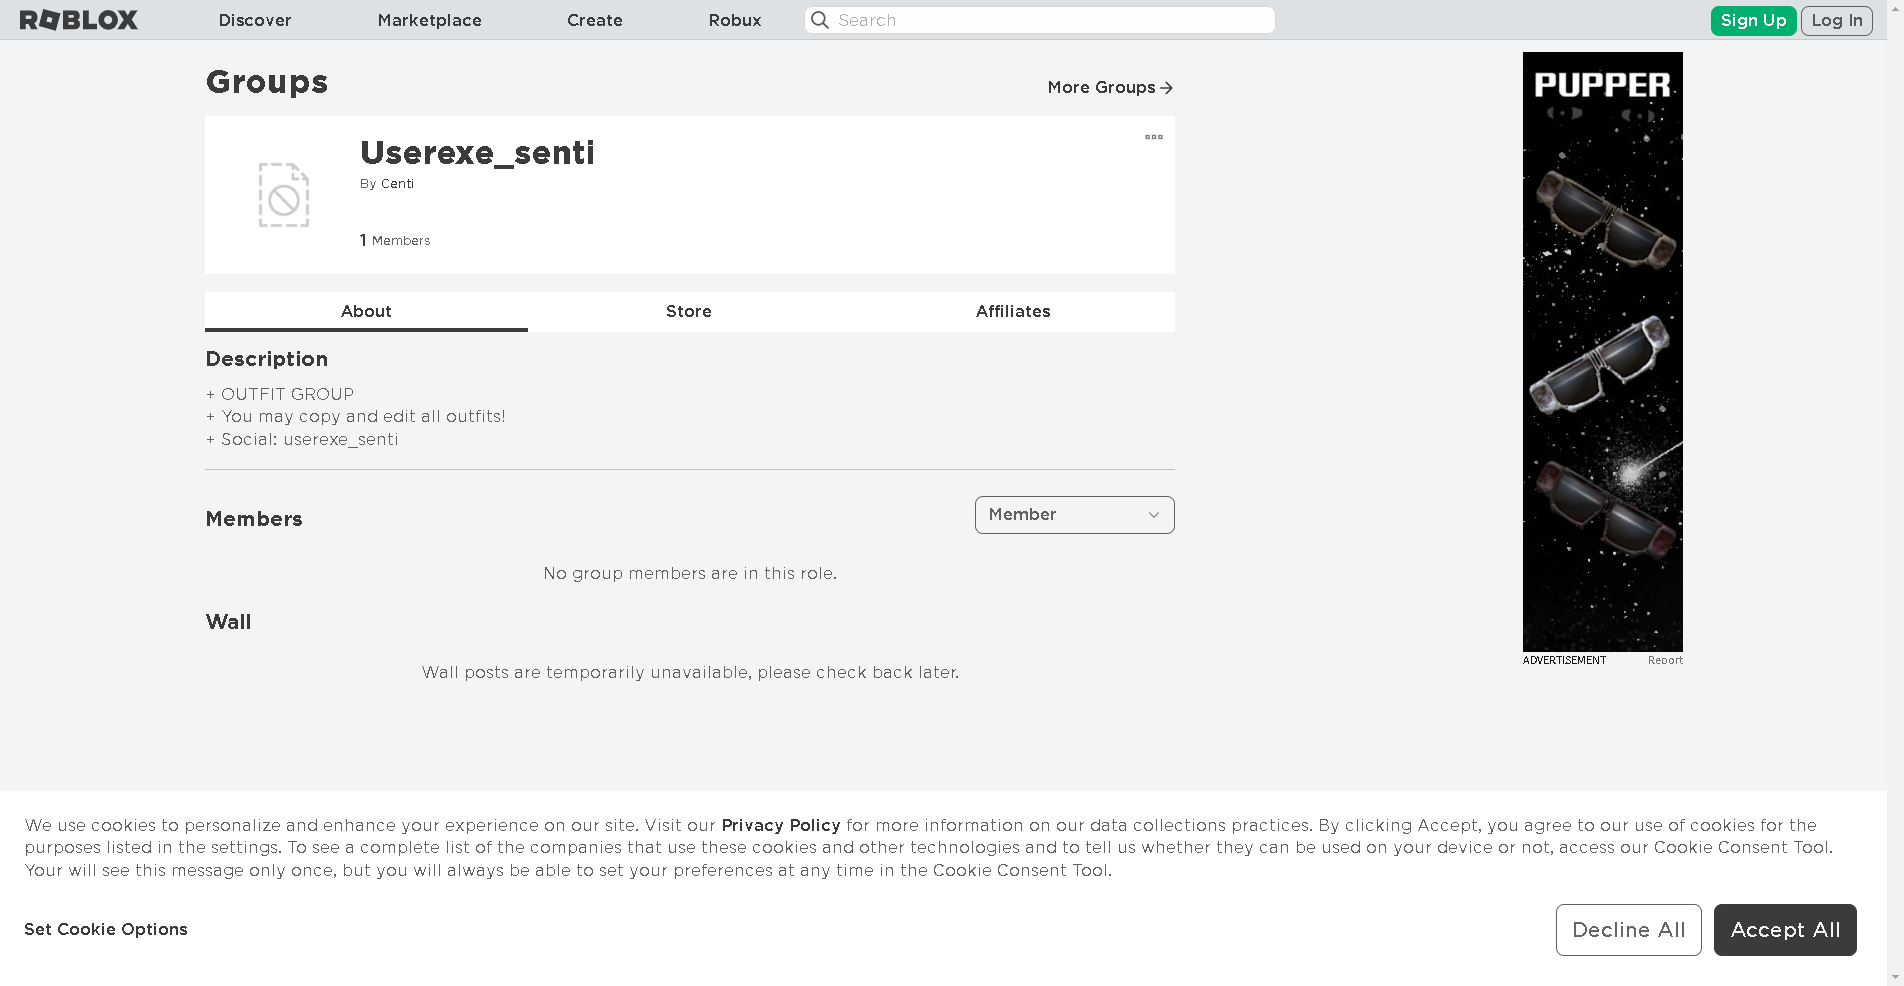 ROBLOX
Discover
Marketplace
Create
Robux
Search
Sign Up
Log In
Groups
More Groups
Userexe_senti
By Centi
1 Members
About
Store
Affiliates
Description
+ OUTFIT GROUP
+ You may copy and edit all outfits!
+ Social: userexe_senti
Members
Member
No group members are in this role.
Wall
Wall posts are temporarily unavailable, please check back later.
PUPPER
ADVERTISEMENT
Report
We use cookies to personalize and enhance your experience on our site. Visit our Privacy Policy for more information on our data collections practices. By clicking Accept, you agree to our use of cookies for the
purposes listed in the settings. To see a complete list of the companies that use these cookies and other technologies and to tell us whether they can be used on your device or not, access our Cookie Consent Tool.
Your will see this message only once, but you will always be able to set your preferences at any time in the Cookie Consent Tool.
Set Cookie Options
Decline All
Accept All